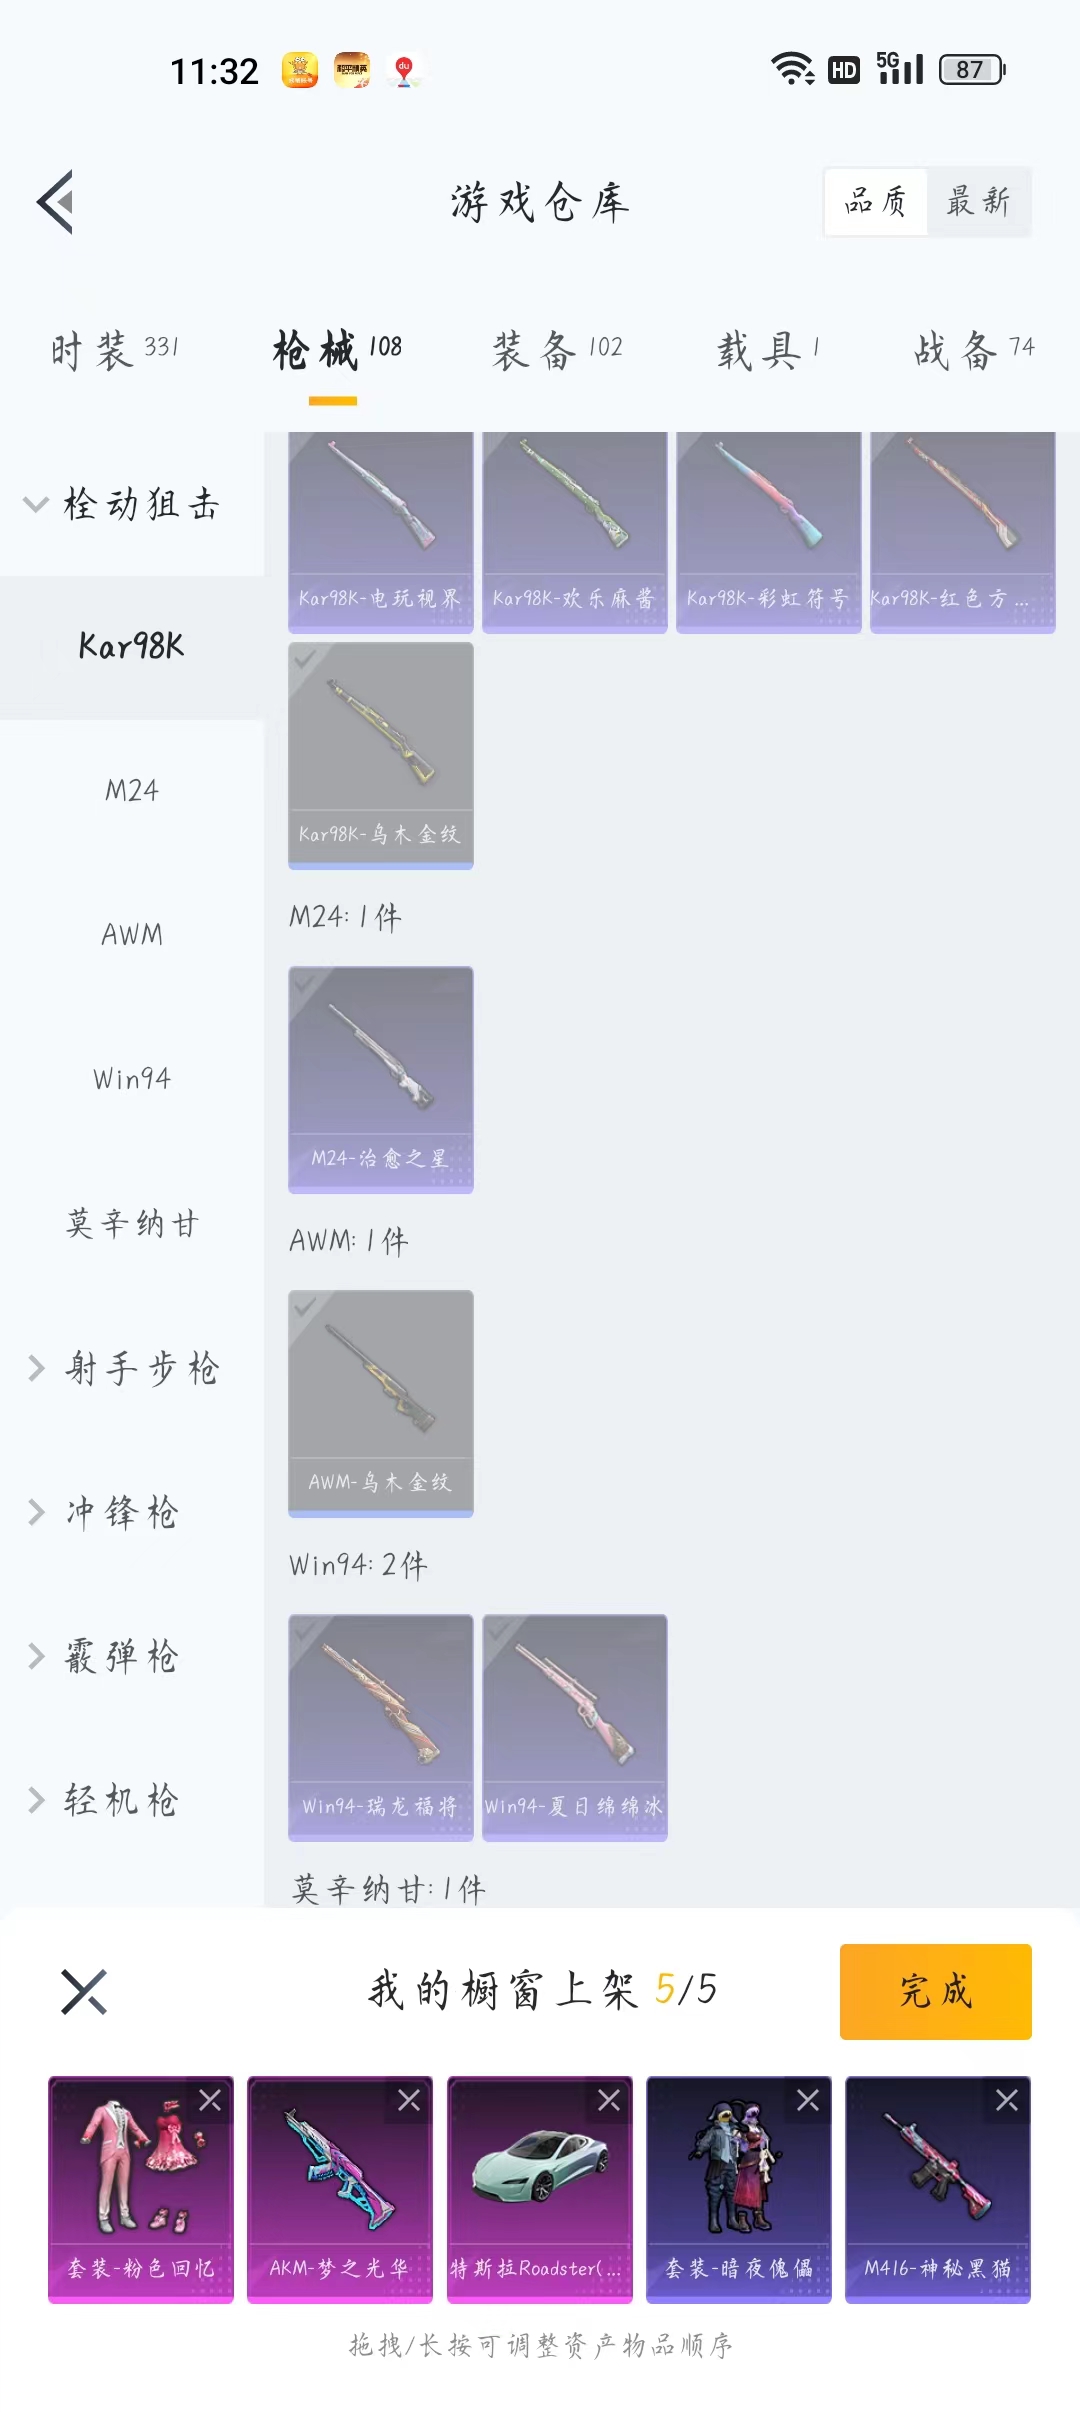 11:32
HD
5G
87
游戏仓库
品质
最新
时装 331
枪械 108
装备 102
载具 1
战备 74
栓动狙击
Kar98K
M24
AWM
Win94
莫辛纳甘
射手步枪
冲锋枪
霰弹枪
轻机枪
Kar98K-电玩视界
Kar98K-欢乐麻酱
Kar98K-彩虹符号
Kar98K-红色方...
Kar98K-乌木金纹
M24: 1件
M24-治愈之星
AWM: 1件
AWM-乌木金纹
Win94: 2件
Win94-瑞龙福将
Win94-夏日绵绵冰
莫辛纳甘: 1件
我的橱窗上架 5/5
完成
套装-粉色回忆
AKM-梦之光华
特斯拉Roadster(...
套装-暗夜傀儡
M416-神秘黑猫
拖拽/长按可调整资产物品顺序